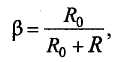 β = R₀ / (R₀ + R),